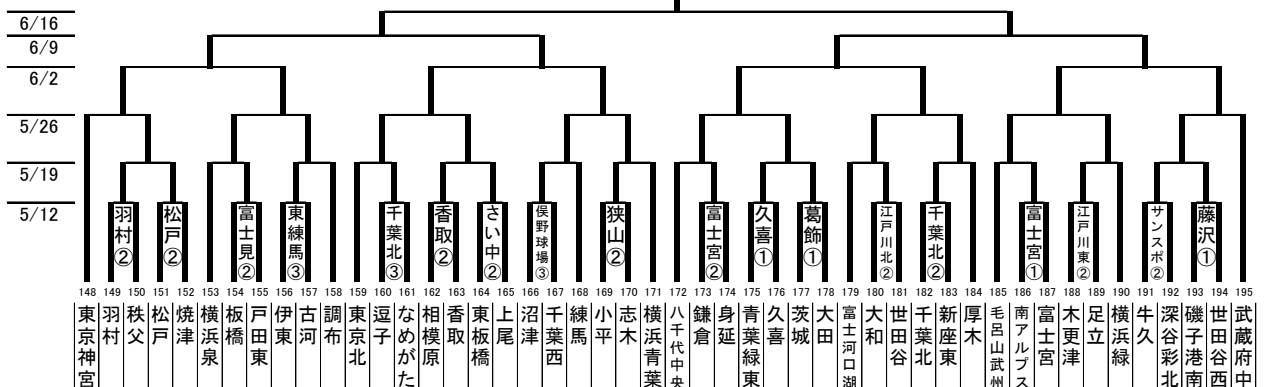 6/16
6/9
6/2
5/26
5/19
5/12
羽村②
松戸②
富士見②
東練馬③
千葉北③
香取②
さい中②
俣野球場③
狭山②
富士宮②
久喜①
葛飾①
江戸川北②
千葉北②
富士宮①
江戸川東②
サンスポ②
藤沢①
148 149 150 151 152 153 154 155 156 157 158 159 160 161 162 163 164 165 166 167 168 169 170 171 172 173 174 175 176 177 178 179 180 181 182 183 184 185 186 187 188 189 190 191 192 193 194 195
東京神宮
羽村
秩父
松戸
焼津
横浜泉
板橋
戸田東
伊東
古河
調布
東京北
逗子
なめがた
相模原
香取
東板橋
上尾
沼津
千葉西
練馬
小平
志木
横浜青葉
八千代中央
鎌倉
身延
青葉緑東
久喜
茨城
大田
富士河口湖
大和
世田谷
千葉北
新座東
厚木
毛呂山武州
南アルプス
富士宮
木更津
足立
横浜緑
牛久
深谷彩北
磯子港南
世田谷西
武蔵府中